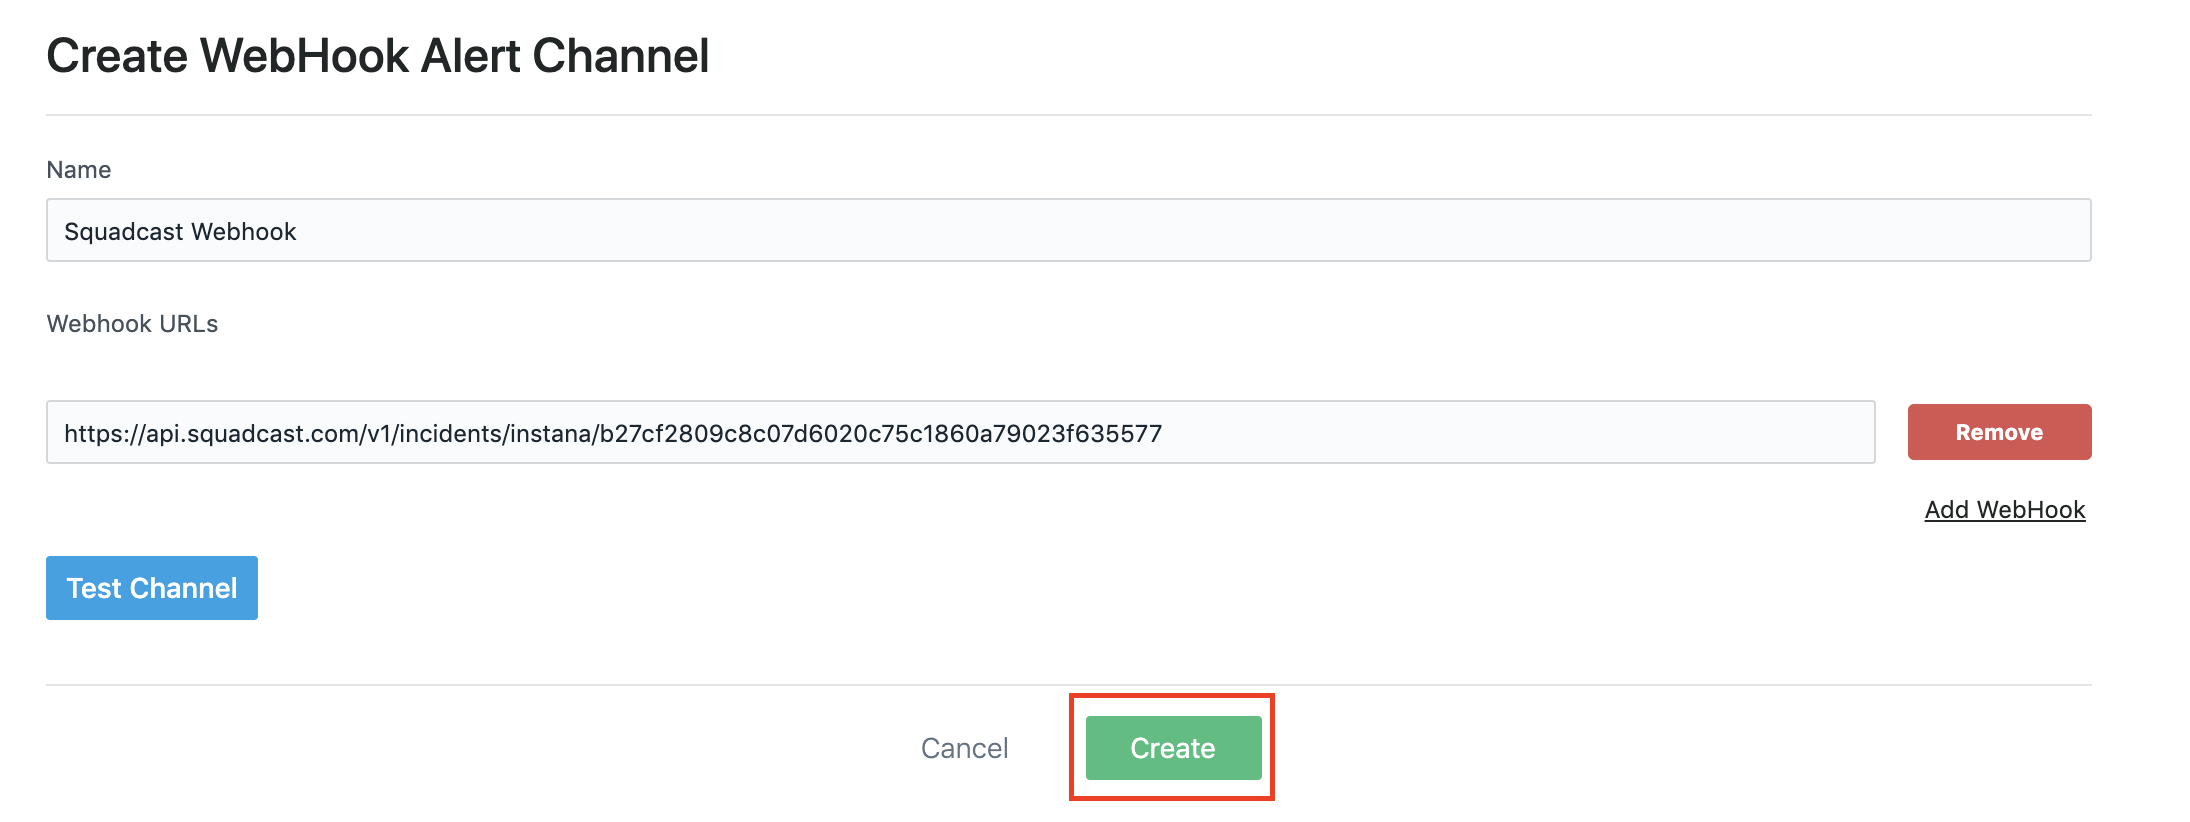 Create WebHook Alert Channel
Name
Squadcast Webhook
Webhook URLs
https://api.squadcast.com/v1/incidents/instana/b27cf2809c8c07d6020c75c1860a79023f635577
Remove
Add WebHook
Test Channel
Cancel
Create